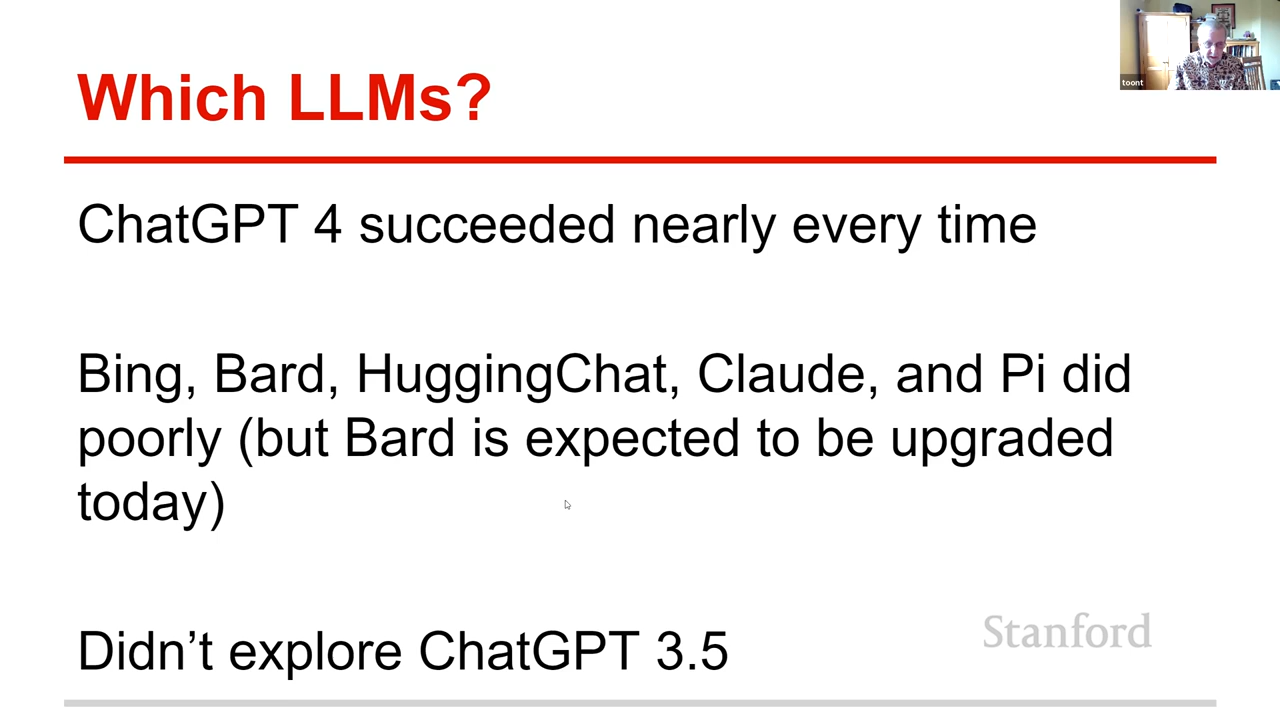 toont
Which LLMs?
ChatGPT 4 succeeded nearly every time
Bing, Bard, HuggingChat, Claude, and Pi did
poorly (but Bard is expected to be upgraded
today)
Didn’t explore ChatGPT 3.5
Stanford